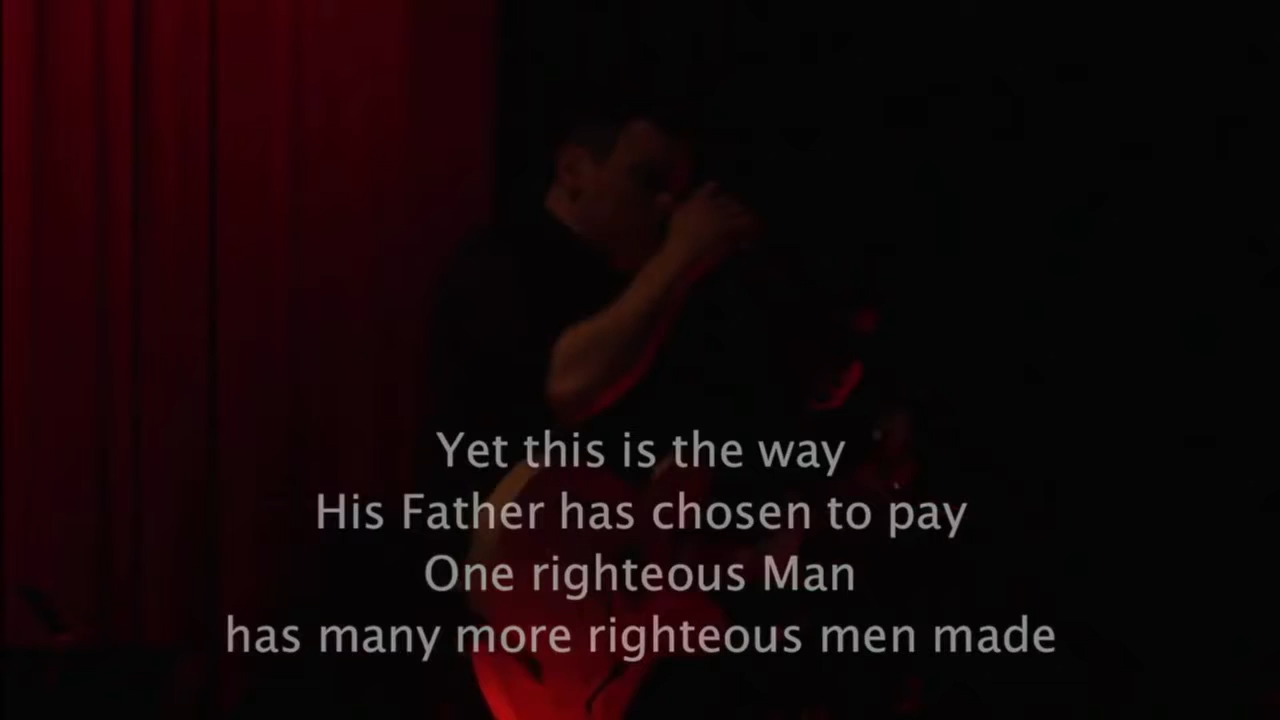 Yet this is the way
His Father has chosen to pay
One righteous Man
has many more righteous men made